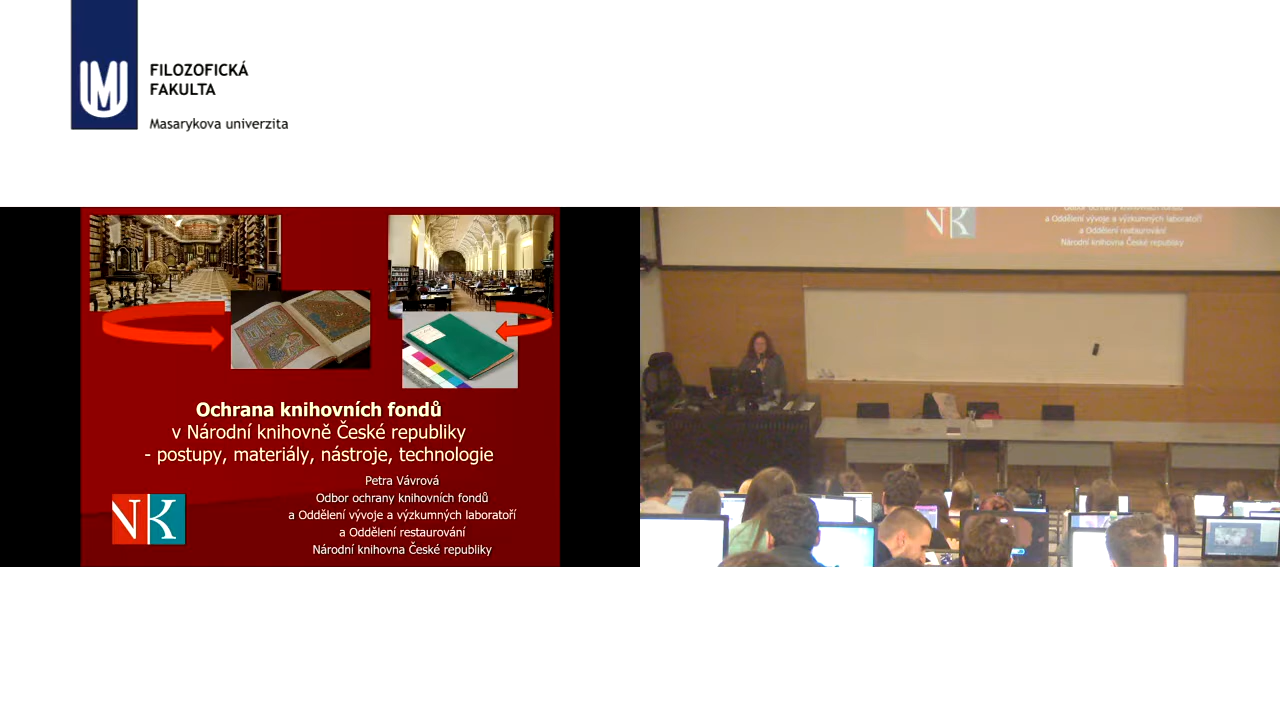 FILOZOFICKÁ
FAKULTA
Masarykova univerzita
Ochrana knihovních fondů
v Národní knihovně České republiky
- postupy, materiály, nástroje, technologie
Petra Vávrová
Odbor ochrany knihovních fondů
a Oddělení vývoje a výzkumných laboratoří
a Oddělení restaurování
Národní knihovna České republiky
NK
NK
a Oddělení vývoje a výzkumných laboratoří
a Oddělení restaurování
Národní knihovna České republiky